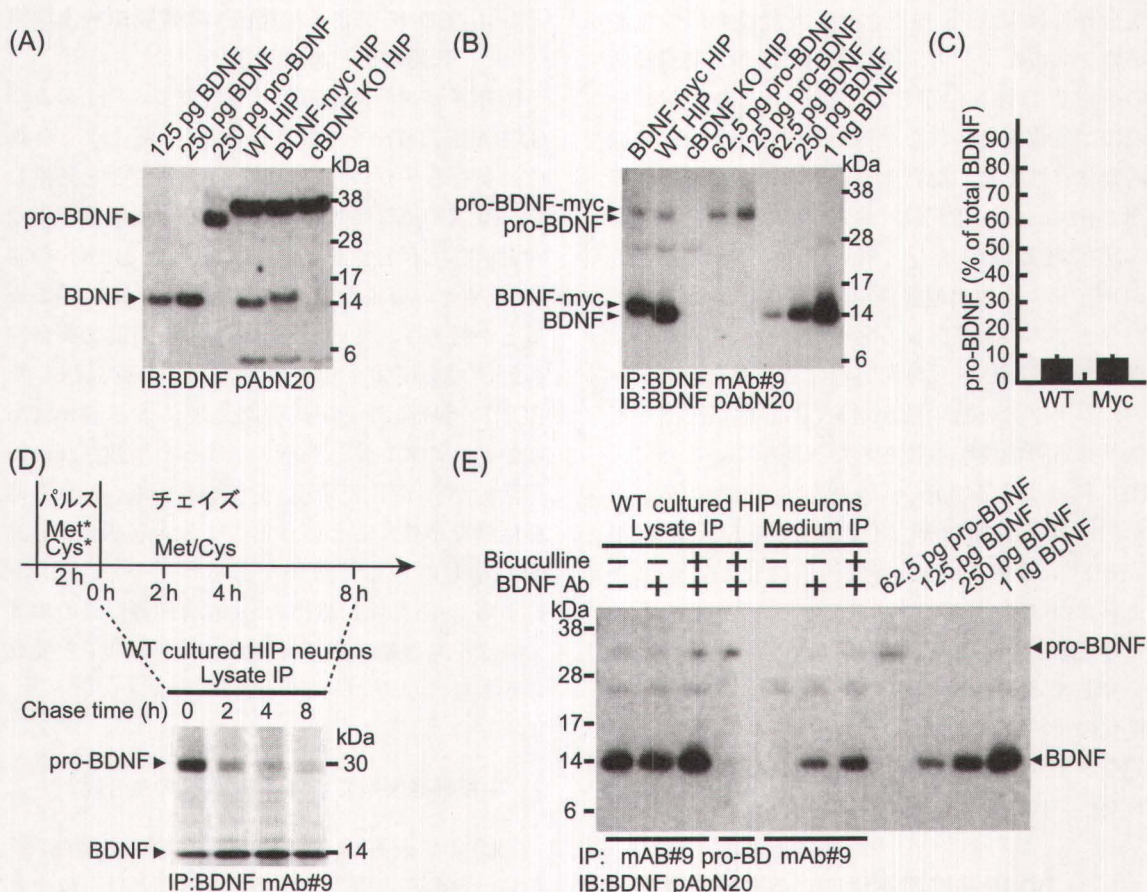 (A)
125 pg BDNF
250 pg BDNF
250 pg pro-BDNF
WT HIP
BDNF-myc HIP
cBDNF KO HIP
kDa
pro-BDNF
38
28
17
BDNF
14
6
IB:BDNF pAbN20
(B)
BDNF-myc HIP
WT HIP
cBDNF KO HIP
62.5 pg pro-BDNF
125 pg pro-BDNF
62.5 pg BDNF
250 pg BDNF
1 ng BDNF
kDa
38
pro-BDNF-myc
pro-BDNF
28
17
BDNF-myc
BDNF
14
6
IP:BDNF mAb#9
IB:BDNF pAbN20
(C)
pro-BDNF (% of total BDNF)
90
80
70
60
50
40
30
20
10
0
WT Myc
(D)
パルス
チェイズ
Met*
Cys*
Met/Cys
2h
0h
2h
4h
8h
WT cultured HIP neurons
Lysate IP
Chase time (h) 0 2 4 8
kDa
pro-BDNF
30
BDNF
14
IP:BDNF mAb#9
(E)
WT cultured HIP neurons
Lysate IP Medium IP
Bicuculline − − + + − − +
BDNF Ab − + + + − + +
62.5 pg pro-BDNF
125 pg BDNF
250 pg BDNF
1 ng BDNF
kDa
38
pro-BDNF
28
17
14
BDNF
6
IP: mAB#9 pro-BD mAb#9
IB:BDNF pAbN20